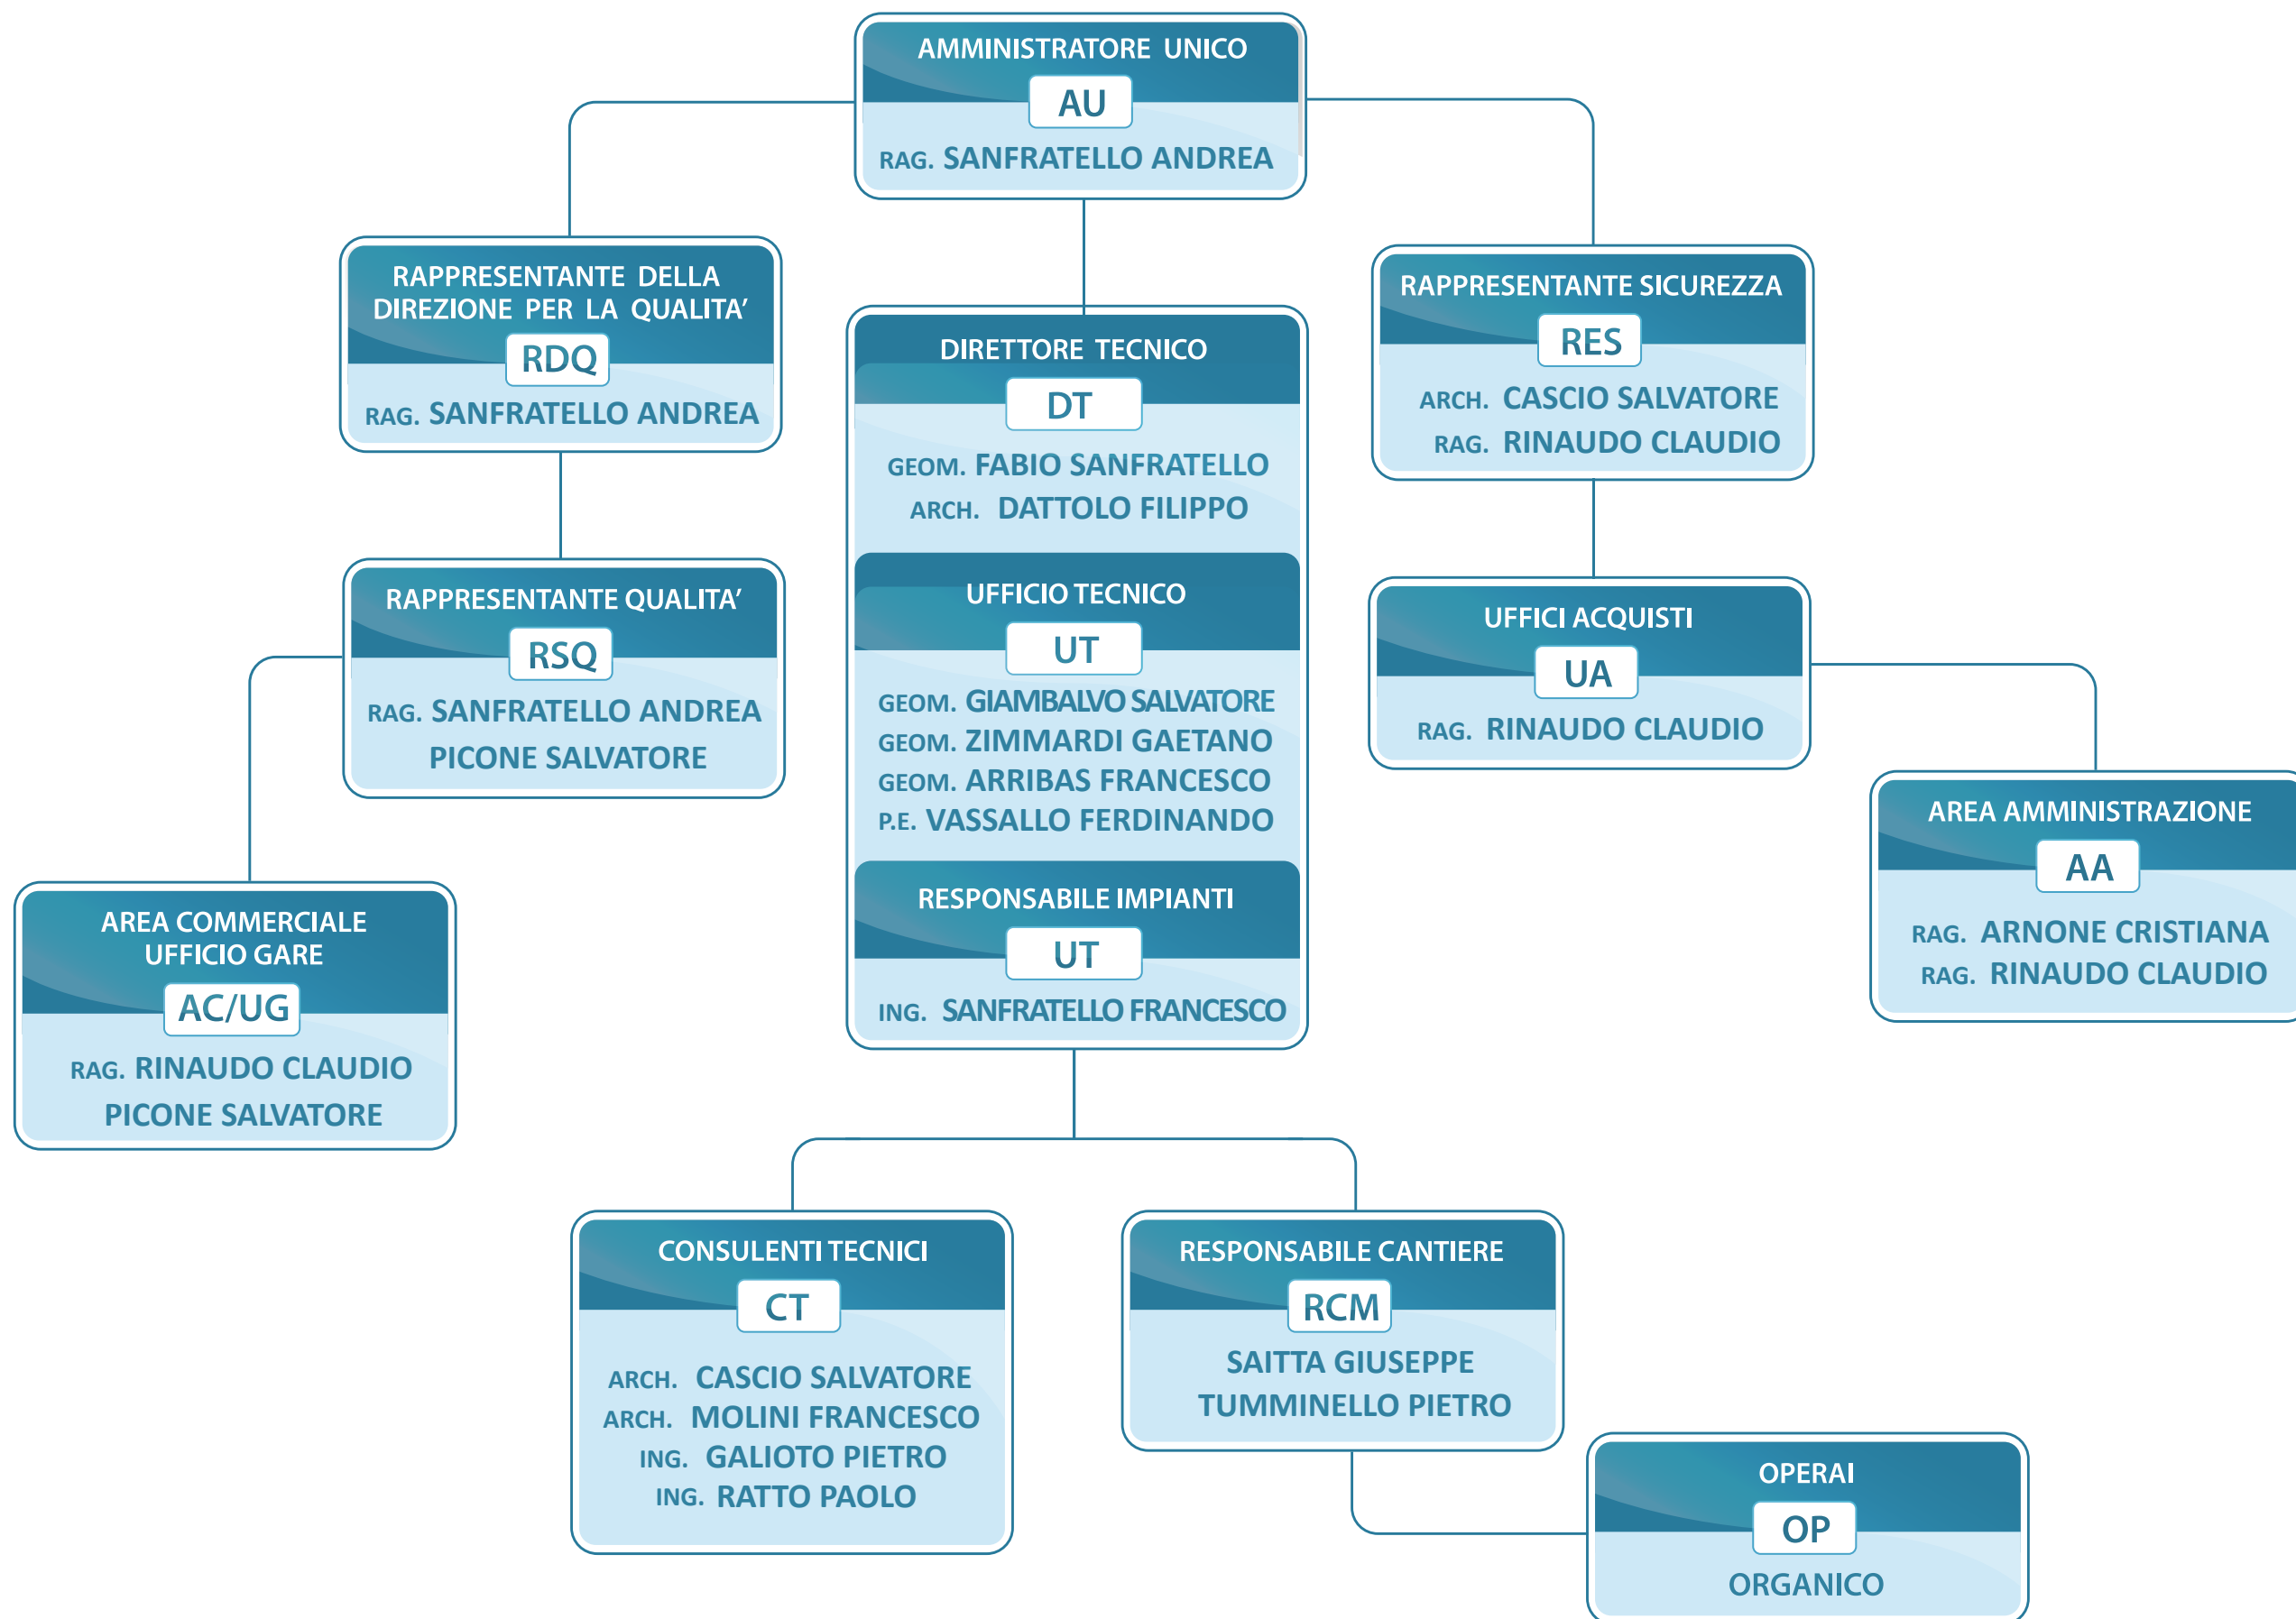 AMMINISTRATORE UNICO
AU
RAG. SANFRATELLO ANDREA
RAPPRESENTANTE DELLA
DIREZIONE PER LA QUALITA’
RDQ
RAG. SANFRATELLO ANDREA
DIRETTORE TECNICO
DT
GEOM. FABIO SANFRATELLO
ARCH. DATTOLO FILIPPO
RAPPRESENTANTE SICUREZZA
RES
ARCH. CASCIO SALVATORE
RAG. RINAUDO CLAUDIO
RAPPRESENTANTE QUALITA’
RSQ
RAG. SANFRATELLO ANDREA
PICONE SALVATORE
UFFICIO TECNICO
UT
GEOM. GIAMBALVO SALVATORE
GEOM. ZIMMARDI GAETANO
GEOM. ARRIBAS FRANCESCO
P.E. VASSALLO FERDINANDO
UFFICI ACQUISTI
UA
RAG. RINAUDO CLAUDIO
AREA AMMINISTRAZIONE
AA
RAG. ARNONE CRISTIANA
RAG. RINAUDO CLAUDIO
AREA COMMERCIALE
UFFICIO GARE
AC/UG
RAG. RINAUDO CLAUDIO
PICONE SALVATORE
RESPONSABILE IMPIANTI
UT
ING. SANFRATELLO FRANCESCO
CONSULENTI TECNICI
CT
ARCH. CASCIO SALVATORE
ARCH. MOLINI FRANCESCO
ING. GALIOTO PIETRO
ING. RATTO PAOLO
RESPONSABILE CANTIERE
RCM
SAITTA GIUSEPPE
TUMMINELLO PIETRO
OPERAI
OP
ORGANICO